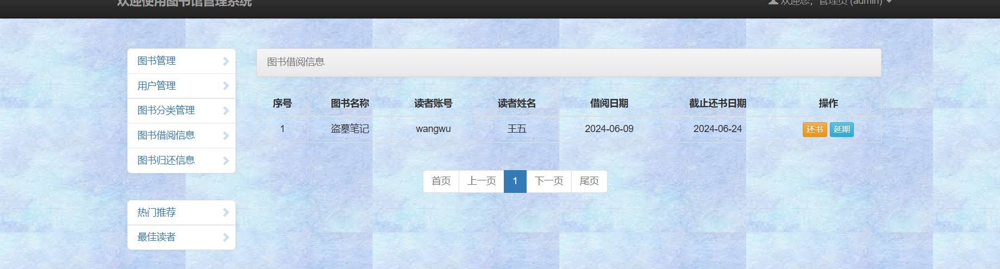 欢迎使用图书馆管理系统
欢迎您，管理员 (admin)
图书管理
用户管理
图书分类管理
图书借阅信息
图书归还信息
热门推荐
最佳读者
图书借阅信息
序号 图书名称 读者账号 读者姓名 借阅日期 截止还书日期 操作
1 盗墓笔记 wangwu 王五 2024-06-09 2024-06-24 还书 延期
首页 上一页 1 下一页 尾页